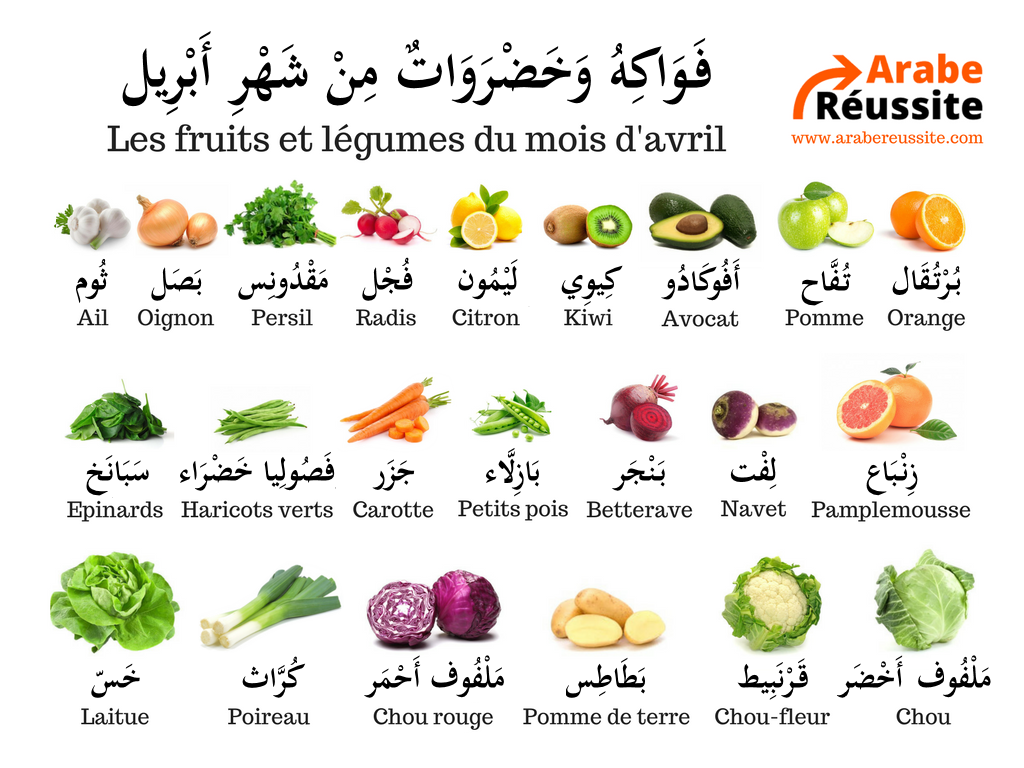 فَوَاكِهُ وَخَضْرَوَاتٌ مِنْ شَهْرِ أَبْرِيل
Les fruits et légumes du mois d'avril
Arabe
Réussite
www.arabereussite.com
ثُوم بَصَل مَقْدُونِس فُجْل لَيْمُون كِيوِي أَفُوكَادُو تُفَّاح بُرْتُقَال
Ail Oignon Persil Radis Citron Kiwi Avocat Pomme Orange
سَبَانَخ فَصُولِيا خَضْرَاء جَزَر بَازِلَّاء بَنْجَر لِفْت زِنْبَاع
Epinards Haricots verts Carotte Petits pois Betterave Navet Pamplemousse
خَسّ كُرَّاث مَلْفُوف أَحْمَر بَطَاطِس قَرْنَبِيط مَلْفُوف أَخْضَر
Laitue Poireau Chou rouge Pomme de terre Chou-fleur Chou